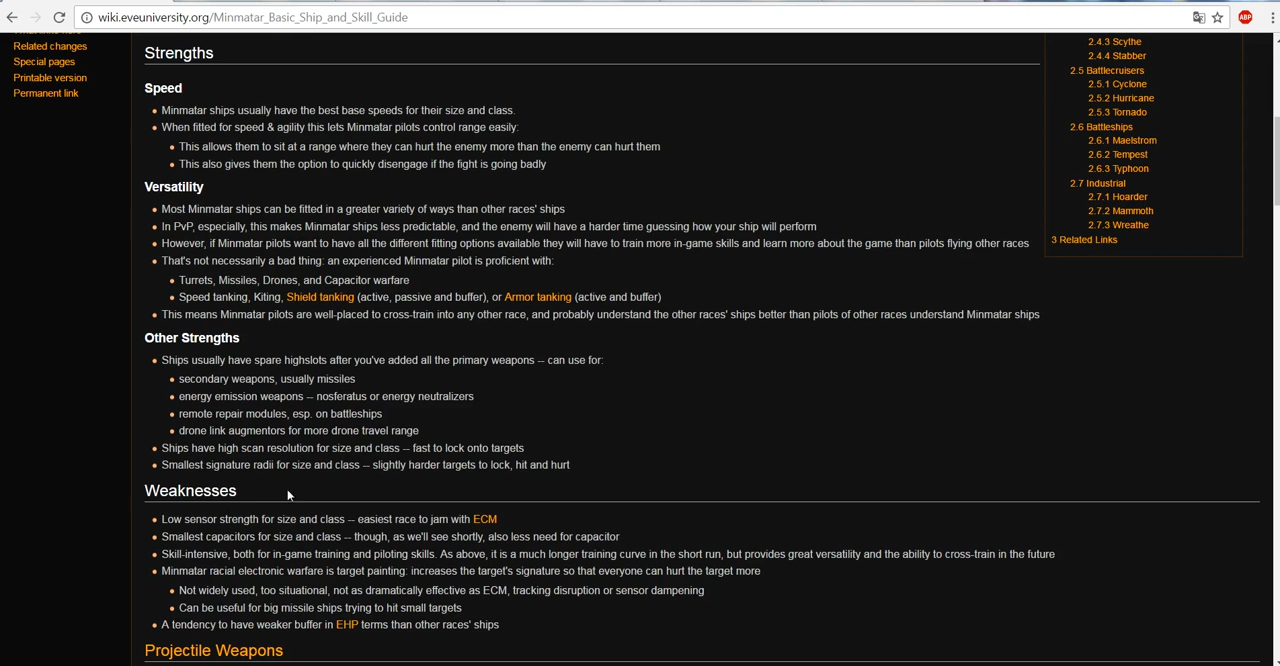 wiki.eveuniversity.org/Minmatar_Basic_Ship_and_Skill_Guide
ABP
Related changes
Special pages
Printable version
Permanent link
Strengths
Speed
Minmatar ships usually have the best base speeds for their size and class.
When fitted for speed & agility this lets Minmatar pilots control range easily:
This allows them to sit at a range where they can hurt the enemy more than the enemy can hurt them
This also gives them the option to quickly disengage if the fight is going badly
Versatility
Most Minmatar ships can be fitted in a greater variety of ways than other races' ships
In PvP, especially, this makes Minmatar ships less predictable, and the enemy will have a harder time guessing how your ship will perform
However, if Minmatar pilots want to have all the different fitting options available they will have to train more in-game skills and learn more about the game than pilots flying other races
That's not necessarily a bad thing: an experienced Minmatar pilot is proficient with:
Turrets, Missiles, Drones, and Capacitor warfare
Speed tanking, Kiting, Shield tanking (active, passive and buffer), or Armor tanking (active and buffer)
This means Minmatar pilots are well-placed to cross-train into any other race, and probably understand the other races' ships better than pilots of other races understand Minmatar ships
Other Strengths
Ships usually have spare highslots after you've added all the primary weapons -- can use for:
secondary weapons, usually missiles
energy emission weapons -- nosferatus or energy neutralizers
remote repair modules, esp. on battleships
drone link augmentors for more drone travel range
Ships have high scan resolution for size and class -- fast to lock onto targets
Smallest signature radii for size and class -- slightly harder targets to lock, hit and hurt
Weaknesses
Low sensor strength for size and class -- easiest race to jam with ECM
Smallest capacitors for size and class -- though, as we'll see shortly, also less need for capacitor
Skill-intensive, both for in-game training and piloting skills. As above, it is a much longer training curve in the short run, but provides great versatility and the ability to cross-train in the future
Minmatar racial electronic warfare is target painting: increases the target's signature so that everyone can hurt the target more
Not widely used, too situational, not as dramatically effective as ECM, tracking disruption or sensor dampening
Can be useful for big missile ships trying to hit small targets
A tendency to have weaker buffer in EHP terms than other races' ships
Projectile Weapons
2.4.3 Scythe
2.4.4 Stabber
2.5 Battlecruisers
2.5.1 Cyclone
2.5.2 Hurricane
2.5.3 Tornado
2.6 Battleships
2.6.1 Maelstrom
2.6.2 Tempest
2.6.3 Typhoon
2.7 Industrial
2.7.1 Hoarder
2.7.2 Mammoth
2.7.3 Wreathe
3 Related Links